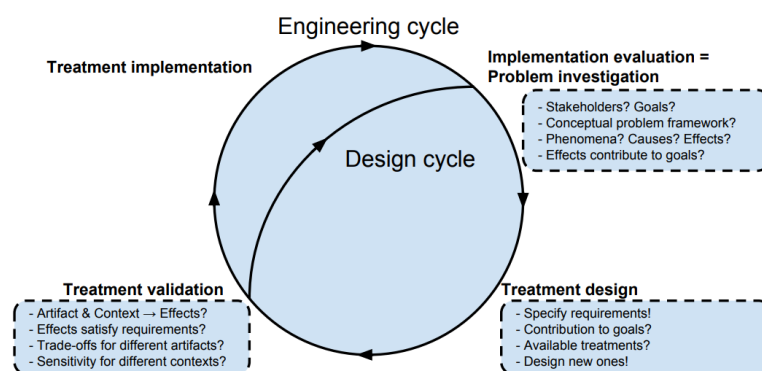 Engineering cycle
Treatment implementation
Implementation evaluation =
Problem investigation
- Stakeholders? Goals?
- Conceptual problem framework?
- Phenomena? Causes? Effects?
- Effects contribute to goals?
Design cycle
Treatment validation
- Artifact & Context → Effects?
- Effects satisfy requirements?
- Trade-offs for different artifacts?
- Sensitivity for different contexts?
Treatment design
- Specify requirements!
- Contribution to goals?
- Available treatments?
- Design new ones!